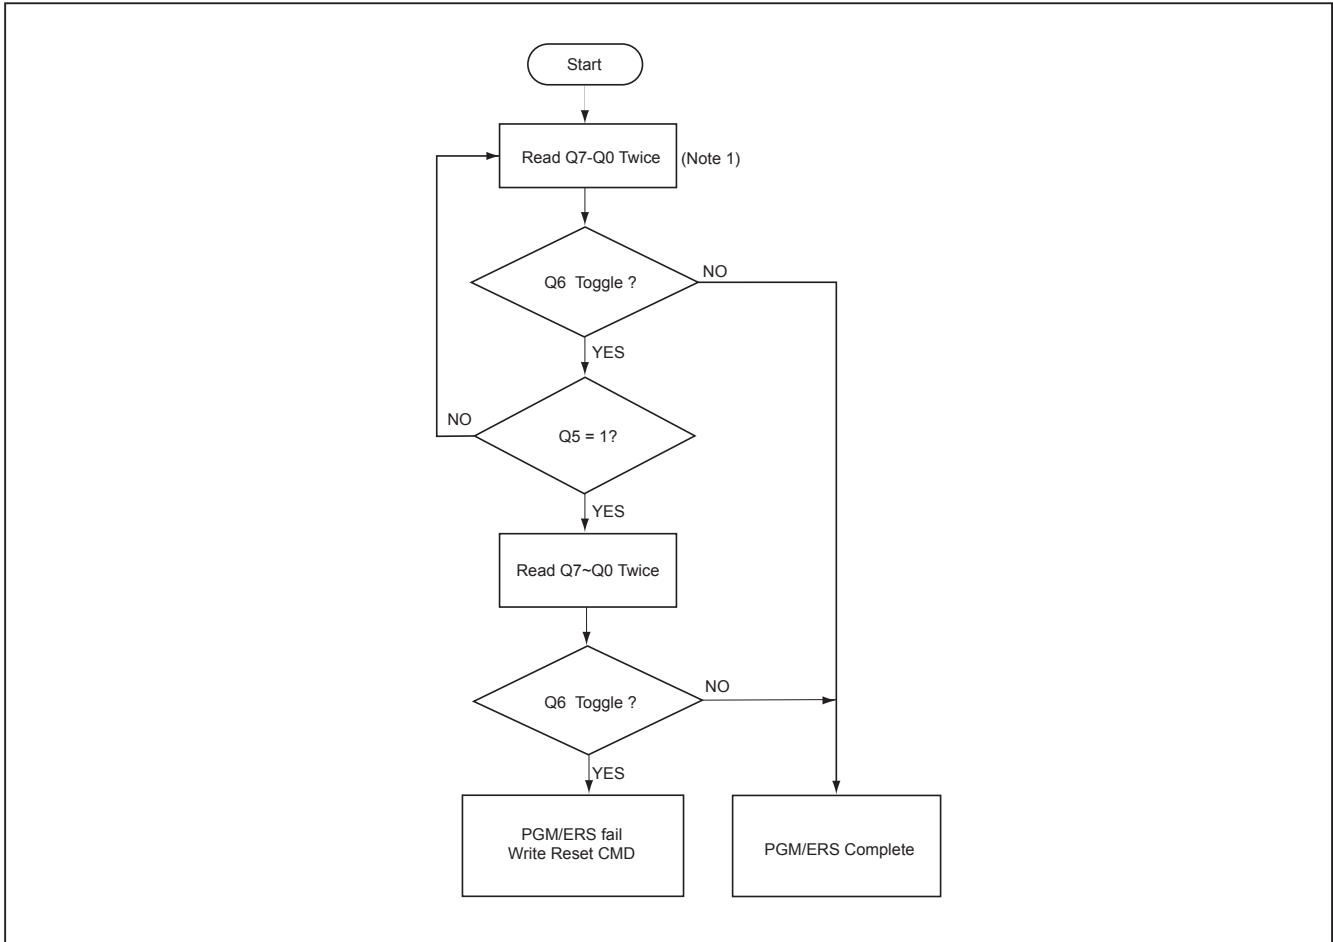 Start
Read Q7-Q0 Twice
(Note 1)
Q6 Toggle ?
NO
YES
NO
Q5 = 1?
YES
Read Q7~Q0 Twice
Q6 Toggle ?
NO
YES
PGM/ERS fail
Write Reset CMD
PGM/ERS Complete